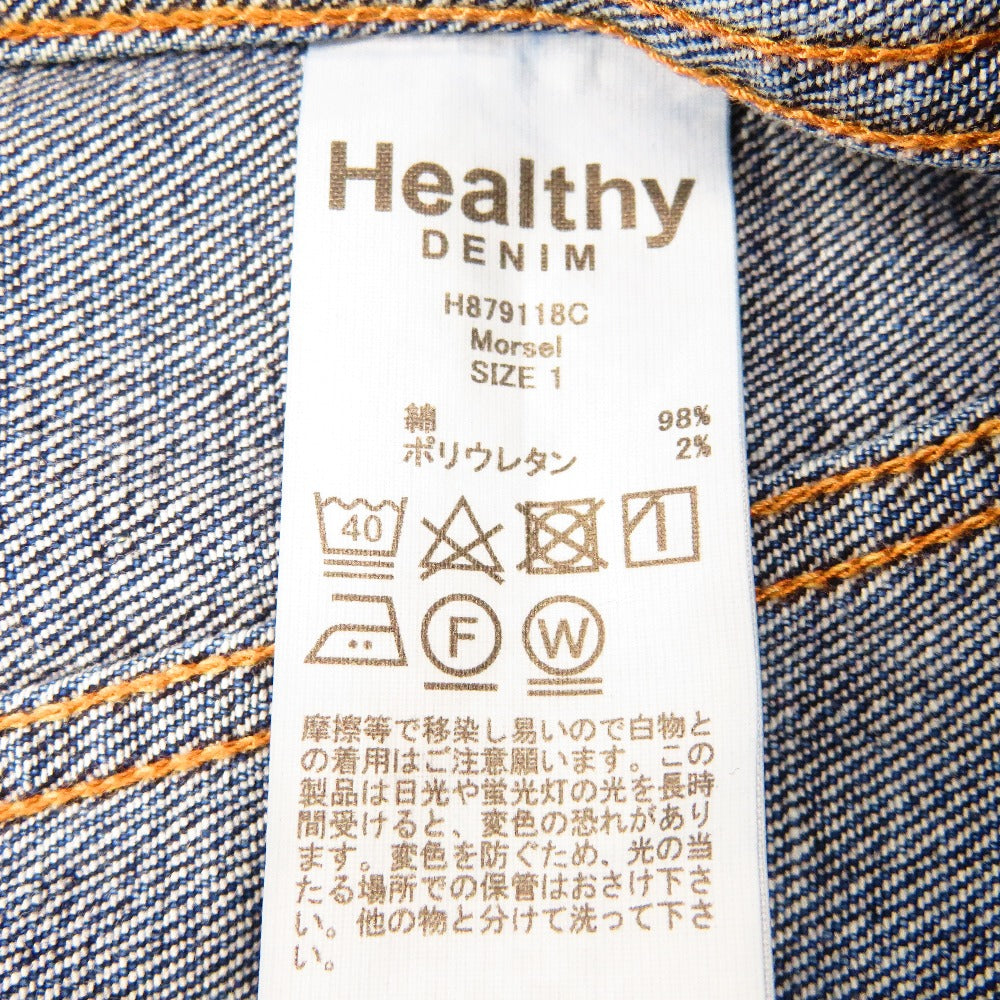 Healthy
DENIM
H879118C
Morsel
SIZE 1
綿 98%
ポリウレタン 2%
40
F W
摩擦等で移染し易いので白物と
の着用はご注意願います。この
製品は日光や蛍光灯の光を長時
間受けると、変色の恐れがあり
ます。変色を防ぐため、光の当
たる場所での保管はおさけ下さ
い。他の物と分けて洗って下さ
い。